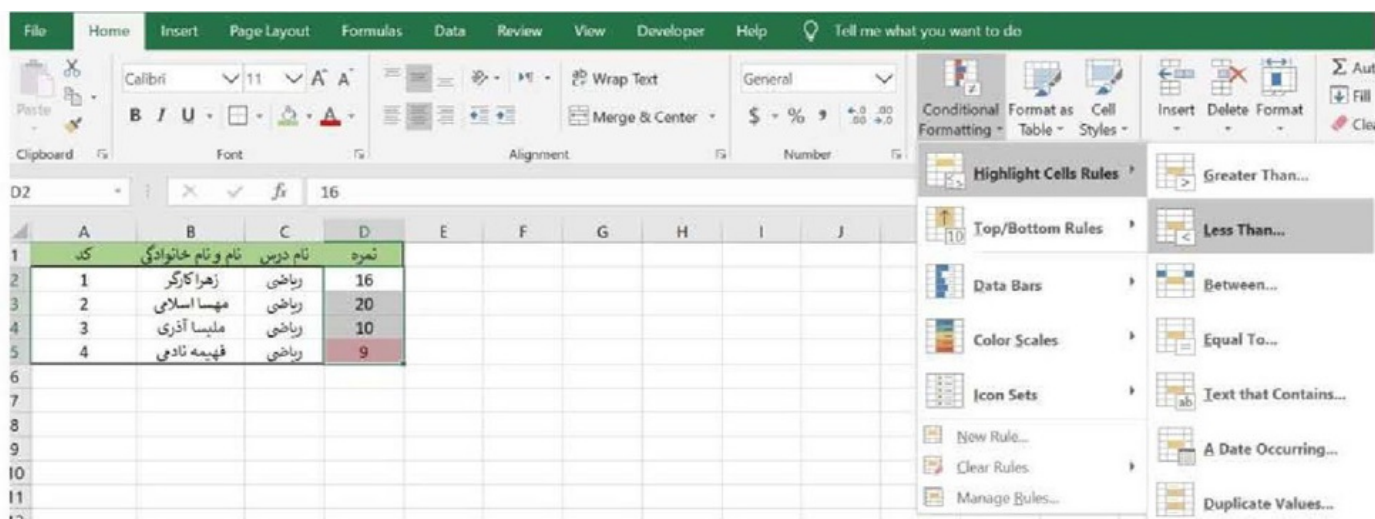 File Home Insert Page Layout Formulas Data Review View Developer Help Tell me what you want to do
Paste
Calibri 11 A A
Wrap Text
General
B I U A
Merge & Center
$ % , .0 .00 .00 .0
Clipboard Font Alignment Number
Conditional Formatting
Format as Table
Cell Styles
Insert Delete Format
Fill
D2 fx 16
A B C D E F G H I J
1 کد نام و نام خانوادگی نام درس نمره
2 1 زهرا کارگر ریاضی 16
3 2 مهسا اسلامی ریاضی 20
4 3 ملیسا آذری ریاضی 10
5 4 فهیمه ریاضی 9
6
7
8
9
10
11
Highlight Cells Rules
Top/Bottom Rules
Data Bars
Color Scales
Icon Sets
New Rule...
Clear Rules
Manage Rules...
Greater Than...
Less Than...
Between...
Equal To...
Text that Contains...
A Date Occurring...
Duplicate Values...